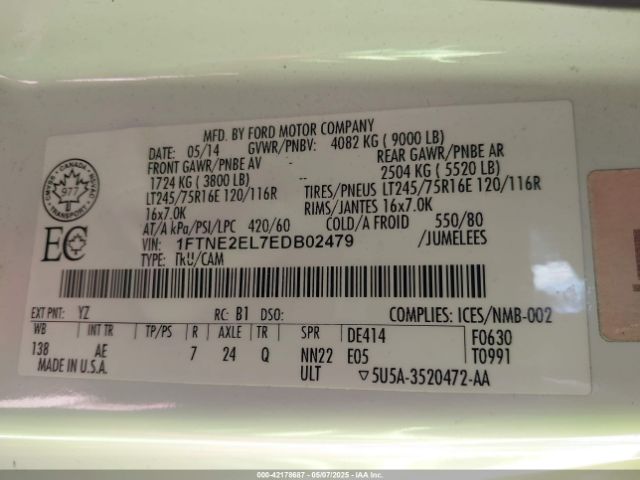 MFD. BY FORD MOTOR COMPANY
DATE: 05/14 GVWR/PNBV: 4082 KG ( 9000 LB)
FRONT GAWR/PNBE AV REAR GAWR/PNBE AR
1724 KG ( 3800 LB) 2504 KG ( 5520 LB)
LT245/75R16E 120/116R TIRES/PNEUS LT245/75R16E 120/116R
16x7.0K RIMS/JANTES 16x7.0K
AT/A kPa/PSI/LPC 420/60 COLD/A FROID 550/80
VIN: 1FTNE2EL7EDB02479 /JUMELEES
TYPE: TRU/CAM
CANADA
977
TRANSPORT
EC
EXT PNT: YZ RC: B1 DSO: COMPLIES: ICES/NMB-002
WB INT TR TP/PS R AXLE TR SPR DE414 F0630
138 AE 7 24 Q NN22 E05 T0991
MADE IN U.S.A. ULT ▽5U5A-3520472-AA
000-42178687 - 05/07/2025 - IAA, Inc.